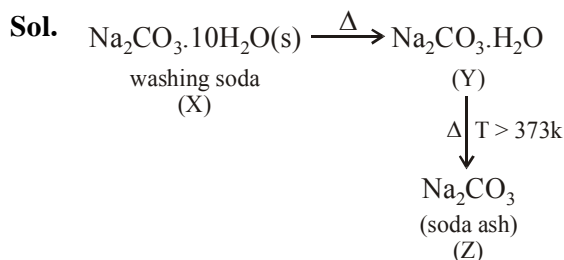 Sol. Na₂CO₃.10H₂O(s) —Δ→ Na₂CO₃.H₂O
washing soda (Y)
(X)
Δ T > 373k
Na₂CO₃
(soda ash)
(Z)